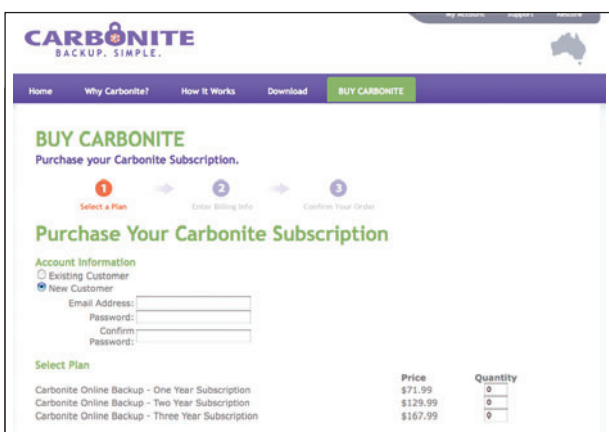 My Account Support Restore
CARBONITE
BACKUP. SIMPLE.
Home Why Carbonite? How It Works Download BUY CARBONITE
BUY CARBONITE
Purchase your Carbonite Subscription.
1 2 3
Select a Plan Enter Billing Info Confirm Your Order
Purchase Your Carbonite Subscription
Account Information
Existing Customer
New Customer
Email Address:
Password:
Confirm
Password:
Select Plan
Price Quantity
Carbonite Online Backup - One Year Subscription $71.99 0
Carbonite Online Backup - Two Year Subscription $129.99 0
Carbonite Online Backup - Three Year Subscription $167.99 0